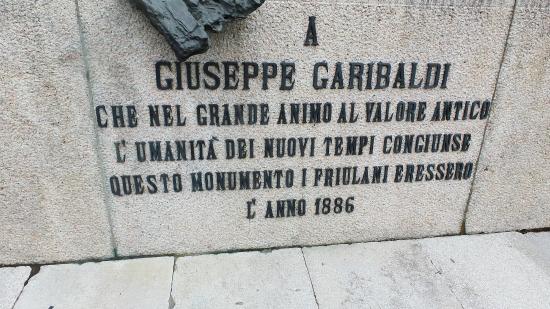 A
GIUSEPPE GARIBALDI
CHE NEL GRANDE ANIMO AL VALORE ANTICO
L'UMANITÀ DEI NUOVI TEMPI CONGIUNSE
QUESTO MONUMENTO I FRIULANI ERESSERO
L'ANNO 1886